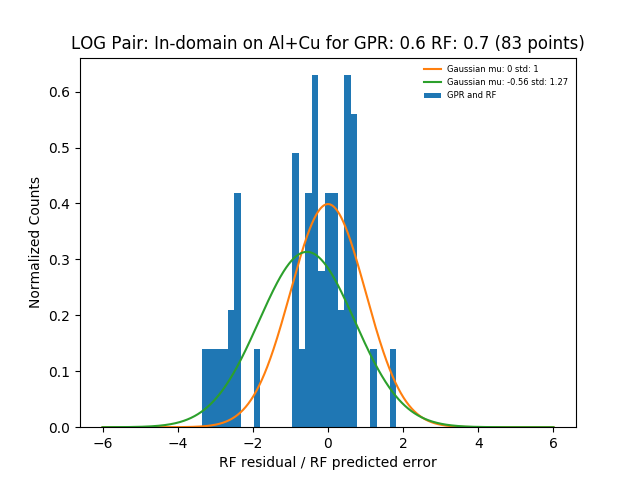 LOG Pair: In-domain on Al+Cu for GPR: 0.6 RF: 0.7 (83 points)
Gaussian mu: 0 std: 1
Gaussian mu: -0.56 std: 1.27
GPR and RF
Normalized Counts
0.6
0.5
0.4
0.3
0.2
0.1
0.0
−6 −4 −2 0 2 4 6
RF residual / RF predicted error